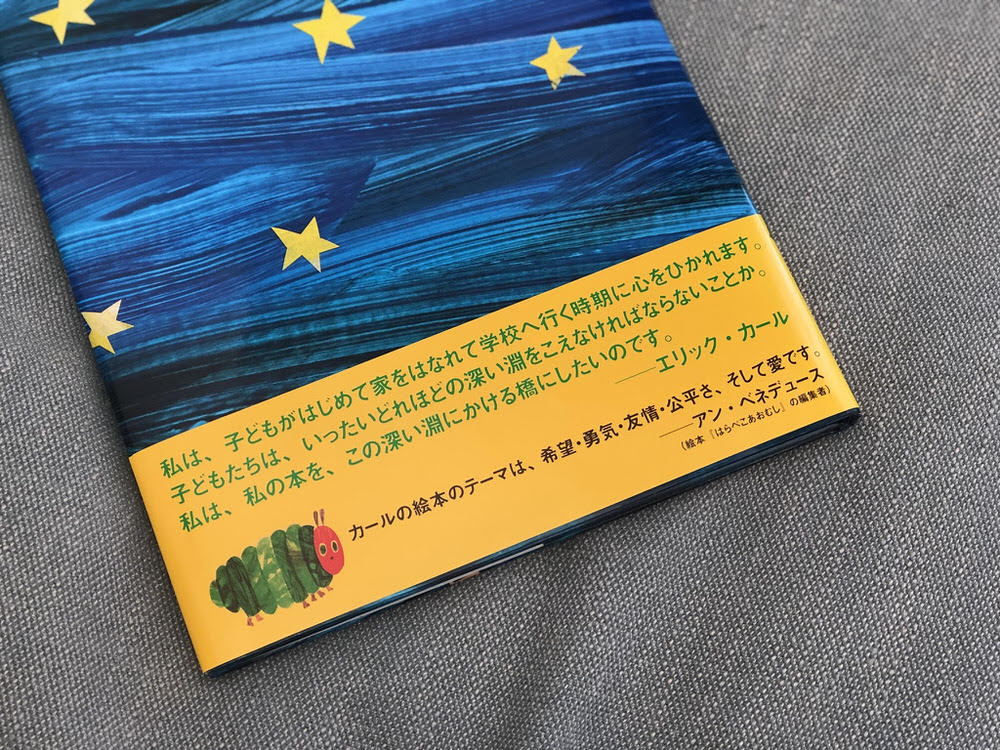 私は、子どもがはじめて家をはなれて学校へ行く時期に心をひかれます。
子どもたちは、いったいどれほどの深い淵をこえなければならないことか。
私は、私の本を、この深い淵にかける橋にしたいのです。
──エリック・カール
カールの絵本のテーマは、希望・勇気・友情・公平さ、そして愛です。
──アン・ベネデュース
(絵本『はらぺこあおむし』の編集者)